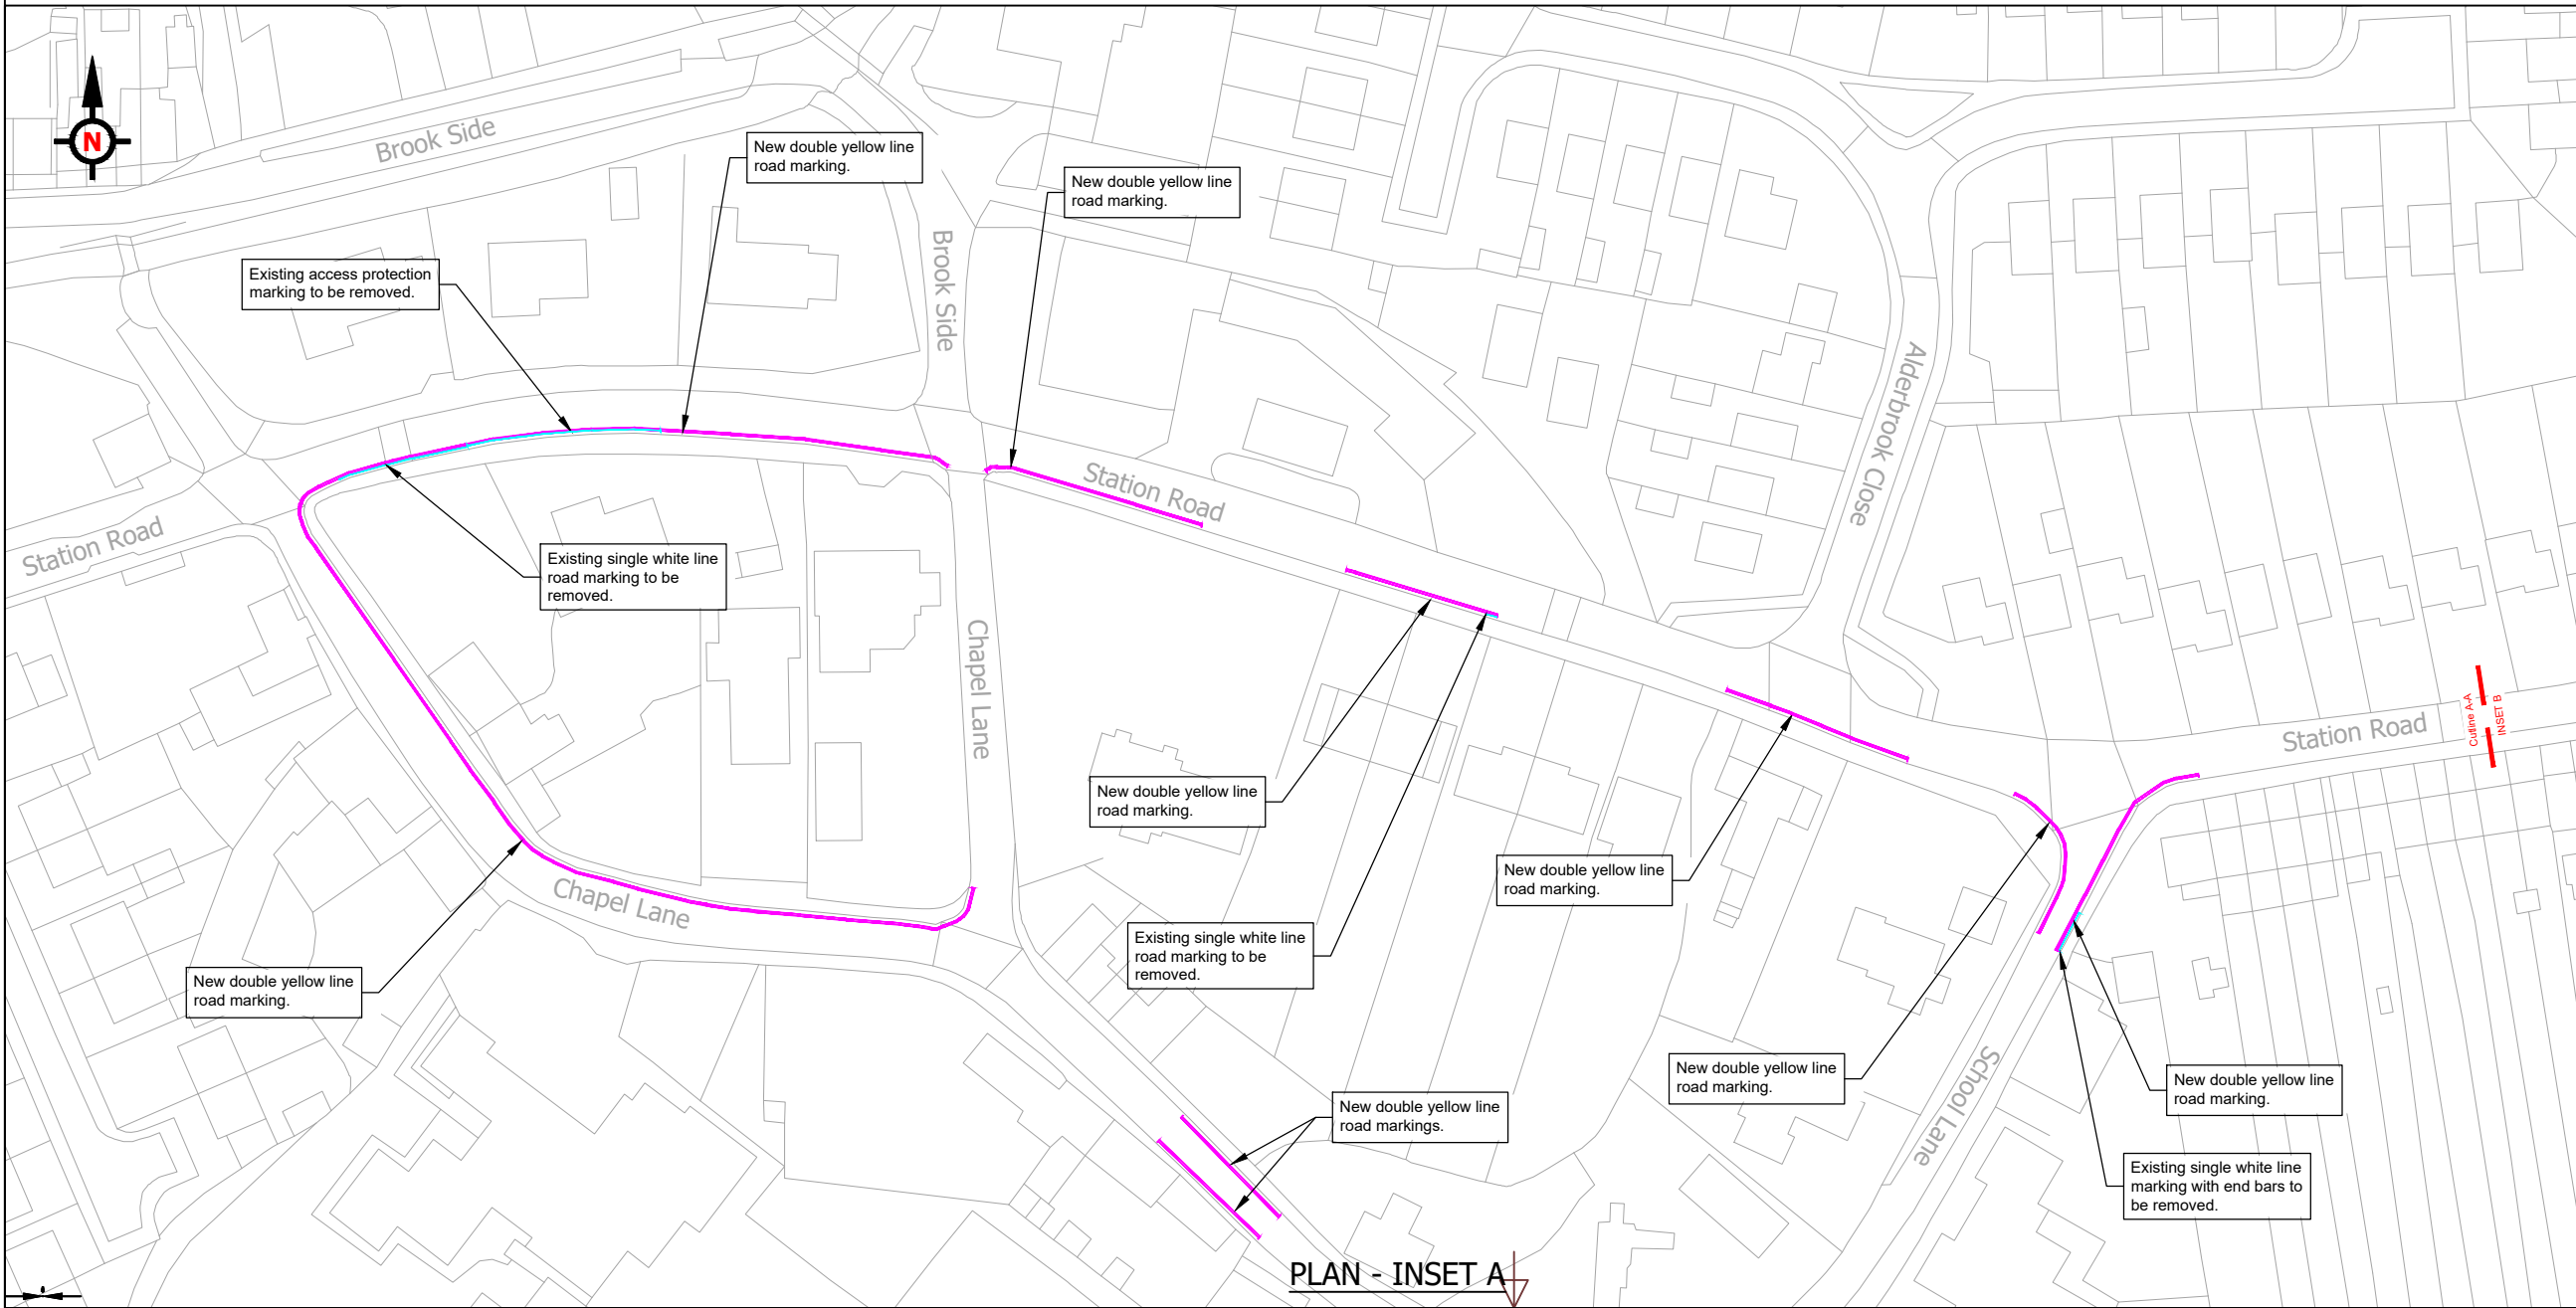 N
Brook Side
New double yellow line
road marking.
New double yellow line
road marking.
Brook Side
Existing access protection
marking to be removed.
Alderbrook Close
Station Road
Station Road
Existing single white line
road marking to be
removed.
Chapel Lane
Cutline A-A
INSET B
Station Road
New double yellow line
road marking.
New double yellow line
road marking.
Chapel Lane
Existing single white line
road marking to be
removed.
New double yellow line
road marking.
School Lane
New double yellow line
road marking.
New double yellow line
road marking.
New double yellow line
road markings.
Existing single white line
marking with end bars to
be removed.
PLAN - INSET A